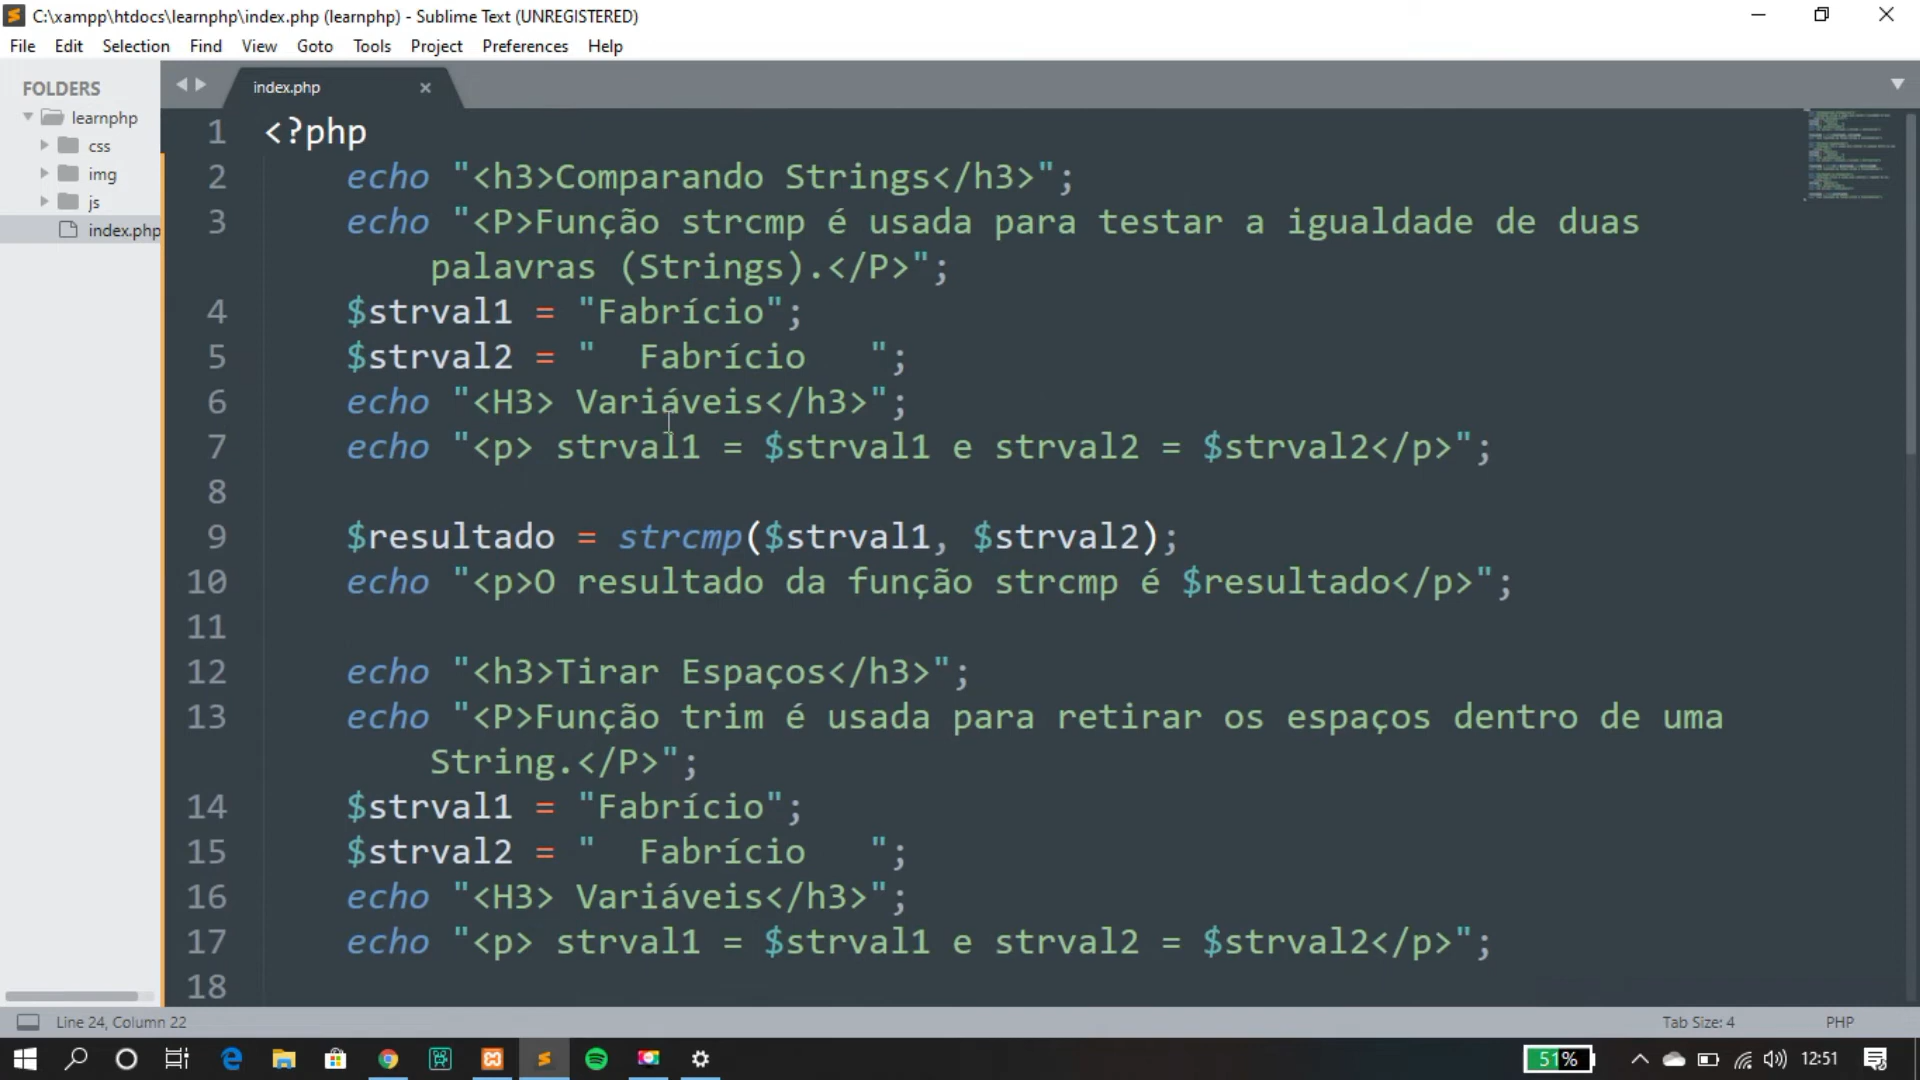 C:\xampp\htdocs\learnphp\index.php (learnphp) - Sublime Text (UNREGISTERED)
File Edit Selection Find View Goto Tools Project Preferences Help
FOLDERS
learnphp
css
img
js
index.php
index.php
1 <?php
2 echo "<h3>Comparando Strings</h3>";
3 echo "<P>Função strcmp é usada para testar a igualdade de duas
palavras (Strings).</P>";
4 $strval1 = "Fabrício";
5 $strval2 = "  Fabrício   ";
6 echo "<H3> Variáveis</h3>";
7 echo "<p> strval1 = $strval1 e strval2 = $strval2</p>";
8
9 $resultado = strcmp($strval1, $strval2);
10 echo "<p>O resultado da função strcmp é $resultado</p>";
11
12 echo "<h3>Tirar Espaços</h3>";
13 echo "<P>Função trim é usada para retirar os espaços dentro de uma
String.</P>";
14 $strval1 = "Fabrício";
15 $strval2 = "  Fabrício   ";
16 echo "<H3> Variáveis</h3>";
17 echo "<p> strval1 = $strval1 e strval2 = $strval2</p>";
18
Line 24, Column 22
Tab Size: 4
PHP
51%
12:51